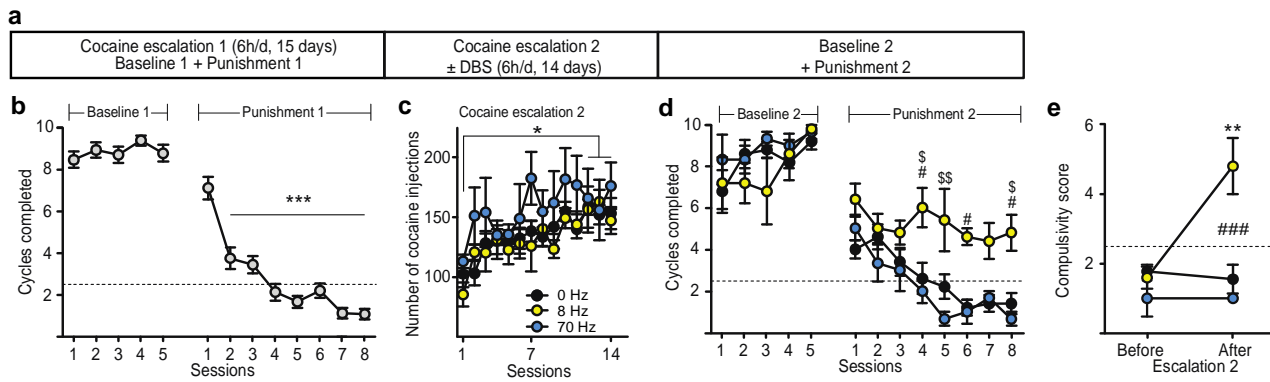 a
Cocaine escalation 1 (6h/d, 15 days)
Baseline 1 + Punishment 1
Cocaine escalation 2
± DBS (6h/d, 14 days)
Baseline 2
+ Punishment 2
b
Baseline 1
Punishment 1
Cycles completed
10
8
6
4
2
***
1 2 3 4 5
1 2 3 4 5 6 7 8
Sessions
c
Cocaine escalation 2
*
Number of cocaine injections
200
150
100
0 Hz
8 Hz
70 Hz
1 7 14
Sessions
d
Baseline 2
Punishment 2
Cycles completed
10
8
6
4
2
$
#
$$
#
$
#
1 2 3 4 5
1 2 3 4 5 6 7 8
Sessions
e
Compulsivity score
6
4
2
**
###
Before After
Escalation 2